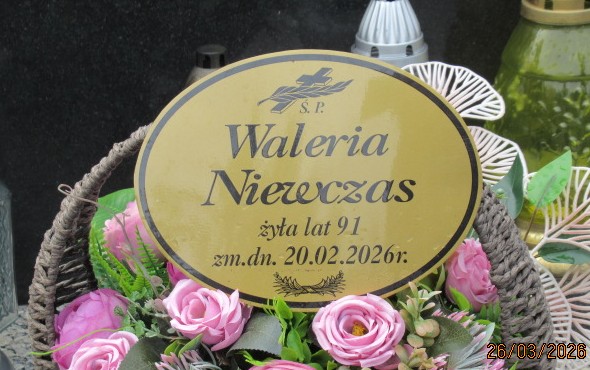 Ś. P.
Waleria
Niewczas
żyła lat 91
zm.dn. 20.02.2026r.
26/03/2026